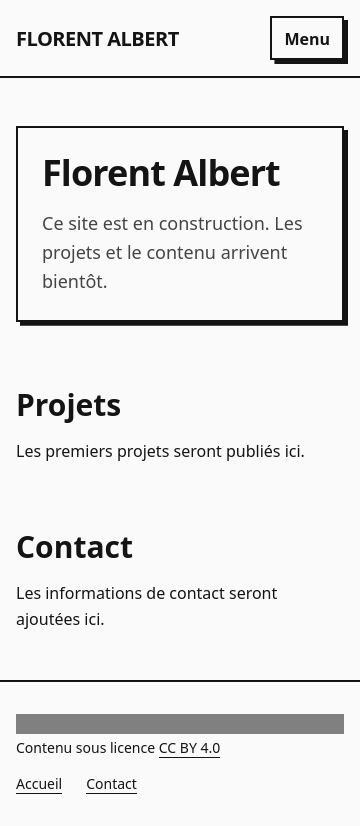 FLORENT ALBERT
Menu
Florent Albert
Ce site est en construction. Les
projets et le contenu arrivent
bientôt.
Projets
Les premiers projets seront publiés ici.
Contact
Les informations de contact seront
ajoutées ici.
Contenu sous licence CC BY 4.0
Accueil Contact